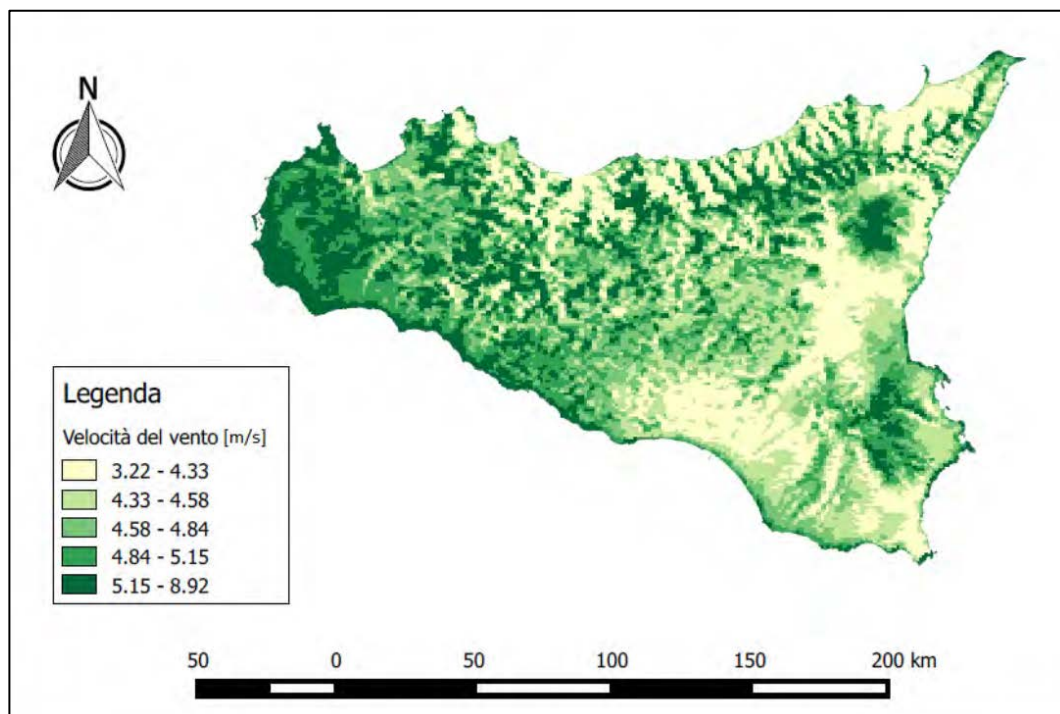 N
Legenda
Velocità del vento [m/s]
3.22 - 4.33
4.33 - 4.58
4.58 - 4.84
4.84 - 5.15
5.15 - 8.92
50 0 50 100 150 200 km